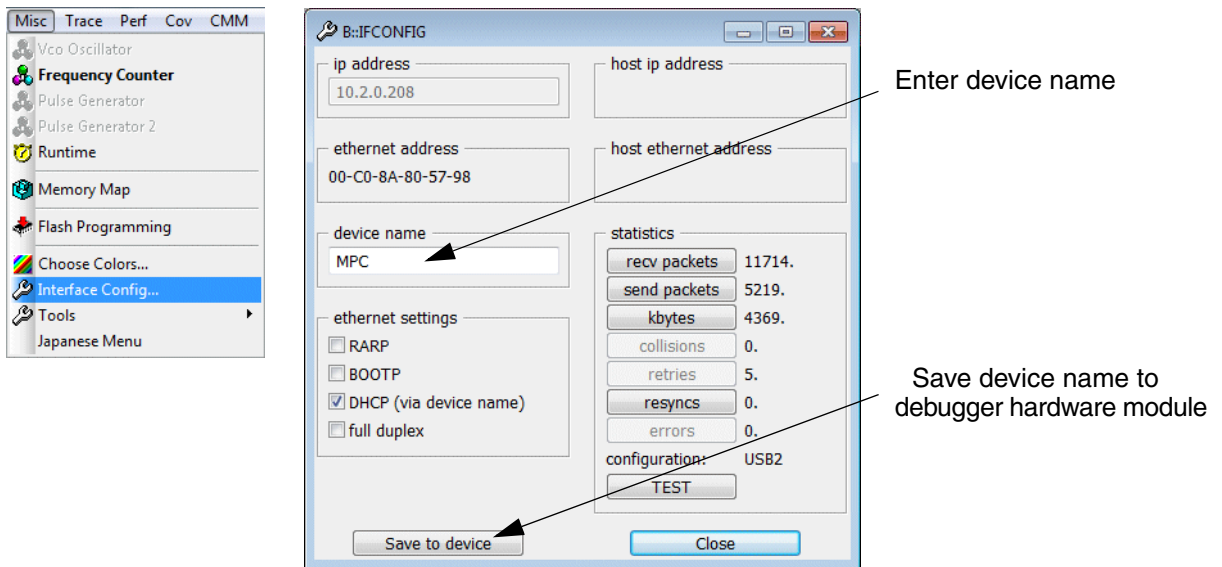 Misc Trace Perf Cov CMM
Vco Oscillator
Frequency Counter
Pulse Generator
Pulse Generator 2
Runtime
Memory Map
Flash Programming
Choose Colors...
Interface Config...
Tools
Japanese Menu
B::IFCONFIG
ip address
10.2.0.208
host ip address
ethernet address
00-C0-8A-80-57-98
host ethernet address
device name
MPC
ethernet settings
RARP
BOOTP
DHCP (via device name)
full duplex
statistics
recv packets 11714.
send packets 5219.
kbytes 4369.
collisions 0.
retries 5.
resyncs 0.
errors 0.
configuration: USB2
TEST
Save to device
Close
Enter device name
Save device name to
debugger hardware module